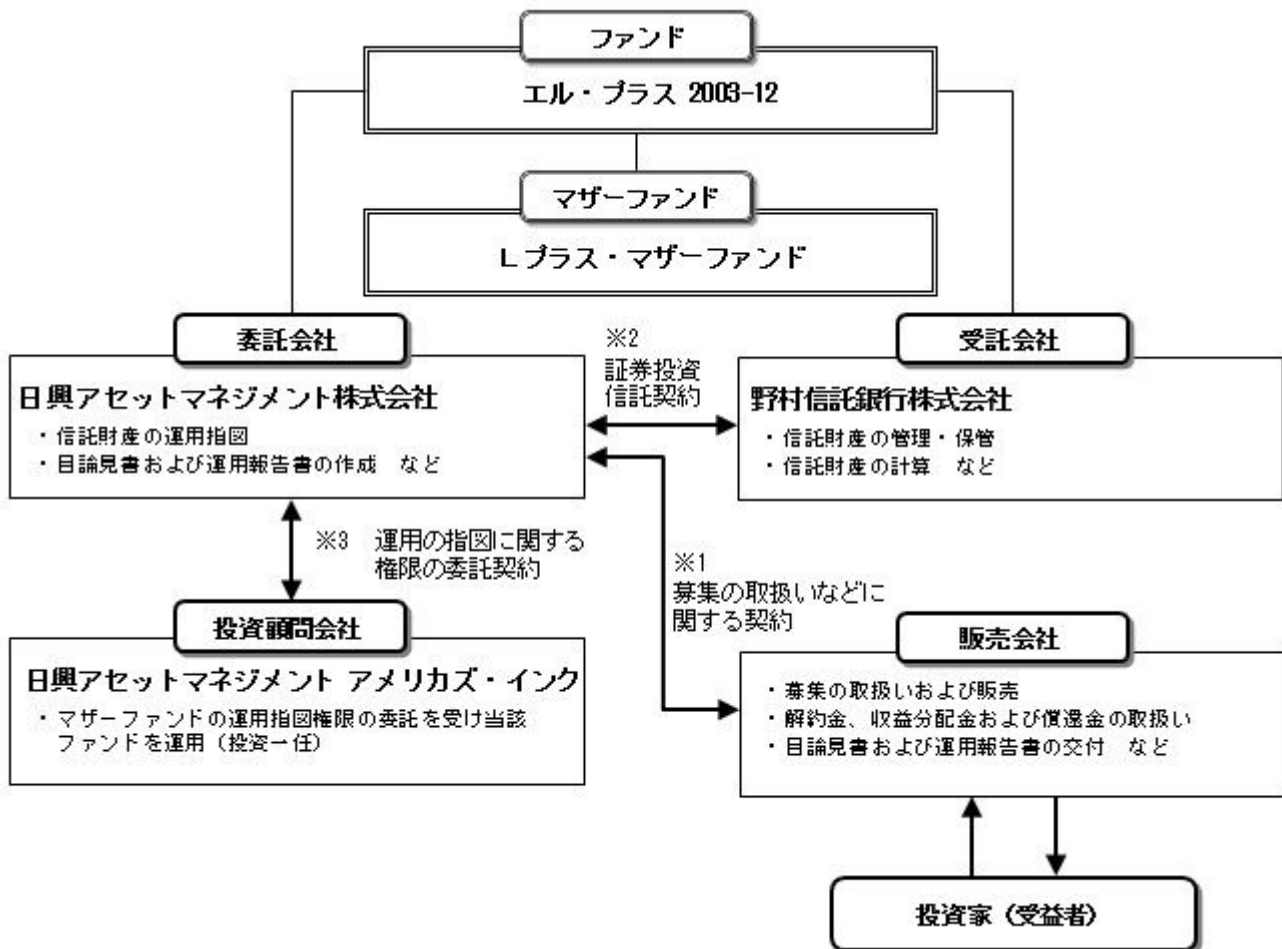 ファンド
エル・プラス 2003-12
マザーファンド
Lプラス・マザーファンド
委託会社
日興アセットマネジメント株式会社
・信託財産の運用指図
・目論見書および運用報告書の作成　など
※2
証券投資
信託契約
受託会社
野村信託銀行株式会社
・信託財産の管理・保管
・信託財産の計算　など
※3　運用の指図に関する
権限の委託契約
※1
募集の取扱いなどに
関する契約
投資顧問会社
日興アセットマネジメント アメリカズ・インク
・マザーファンドの運用指図権限の委託を受け当該
ファンドを運用（投資一任）
販売会社
・募集の取扱いおよび販売
・解約金、収益分配金および償還金の取扱い
・目論見書および運用報告書の交付　など
投資家（受益者）